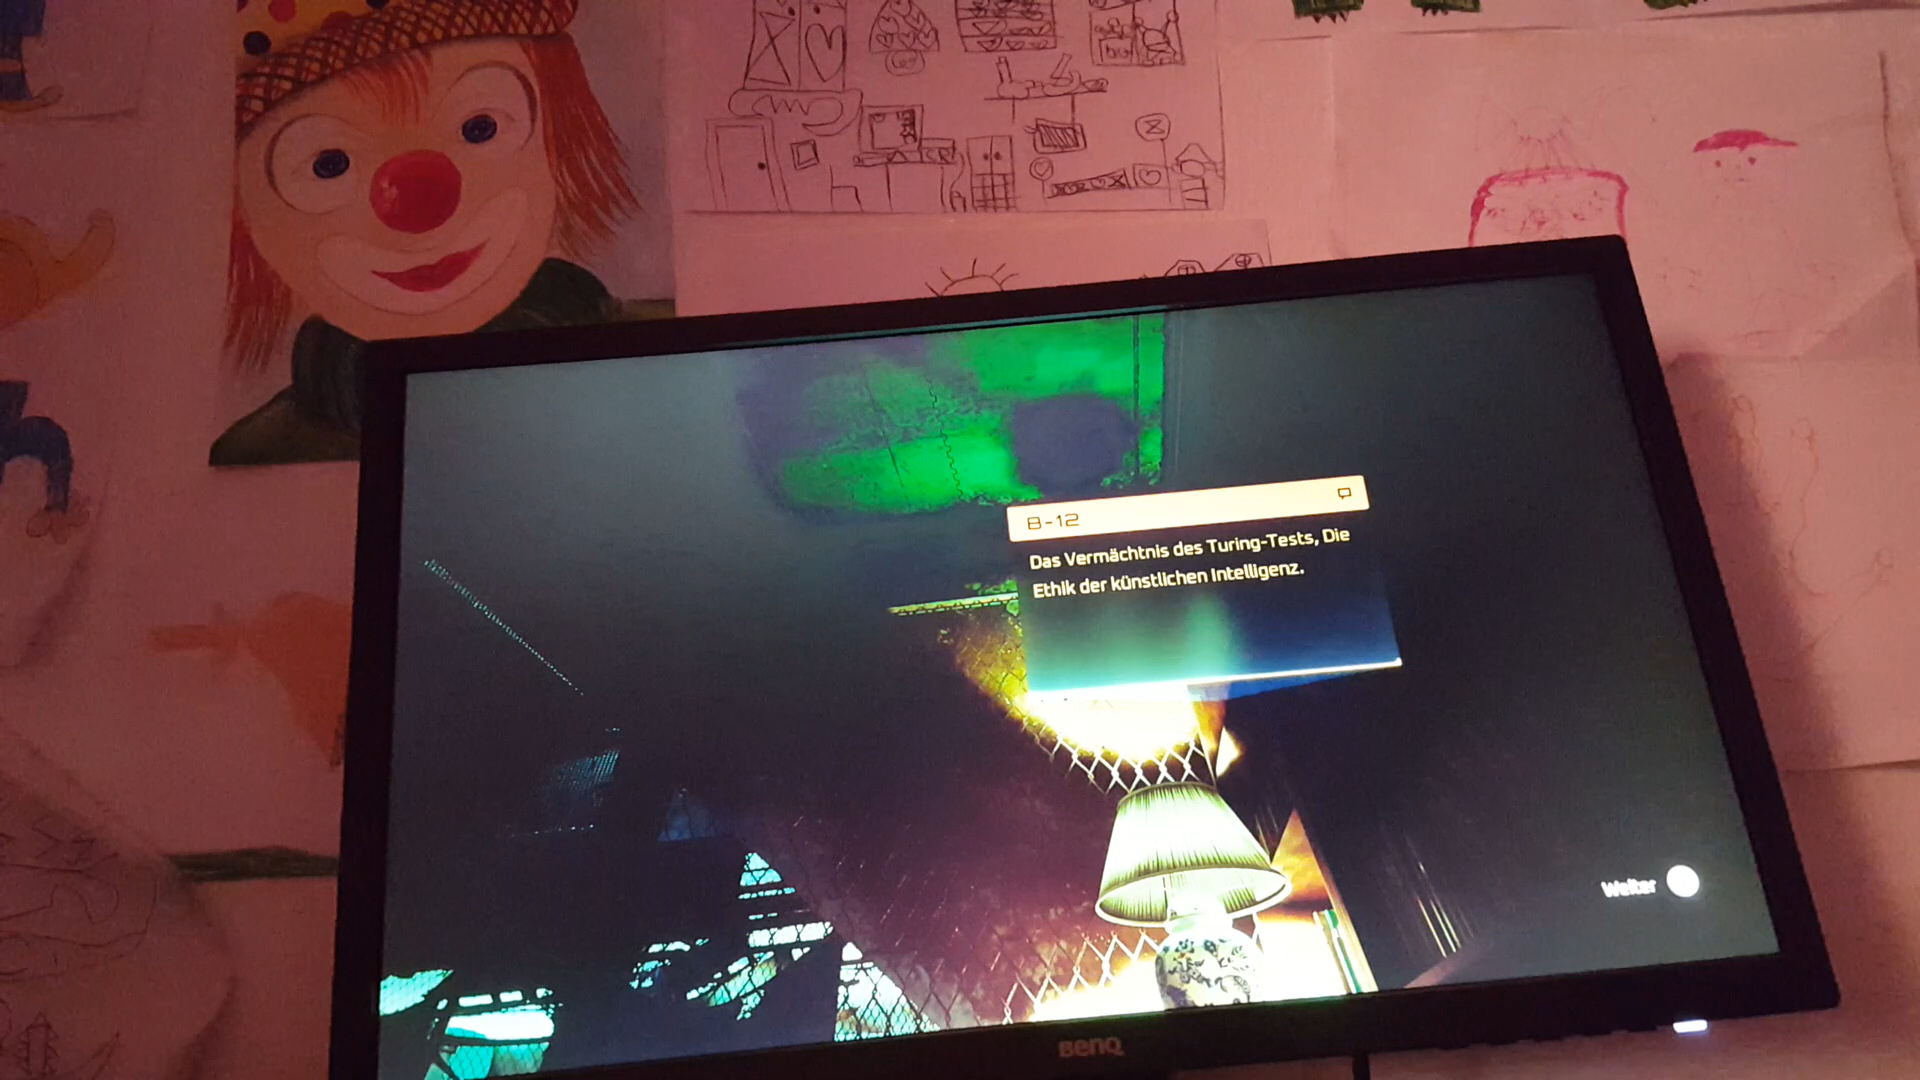 B-12
Das Vermächtnis des Turing-Tests, Die
Ethik der künstlichen Intelligenz.
Weiter
BenQ